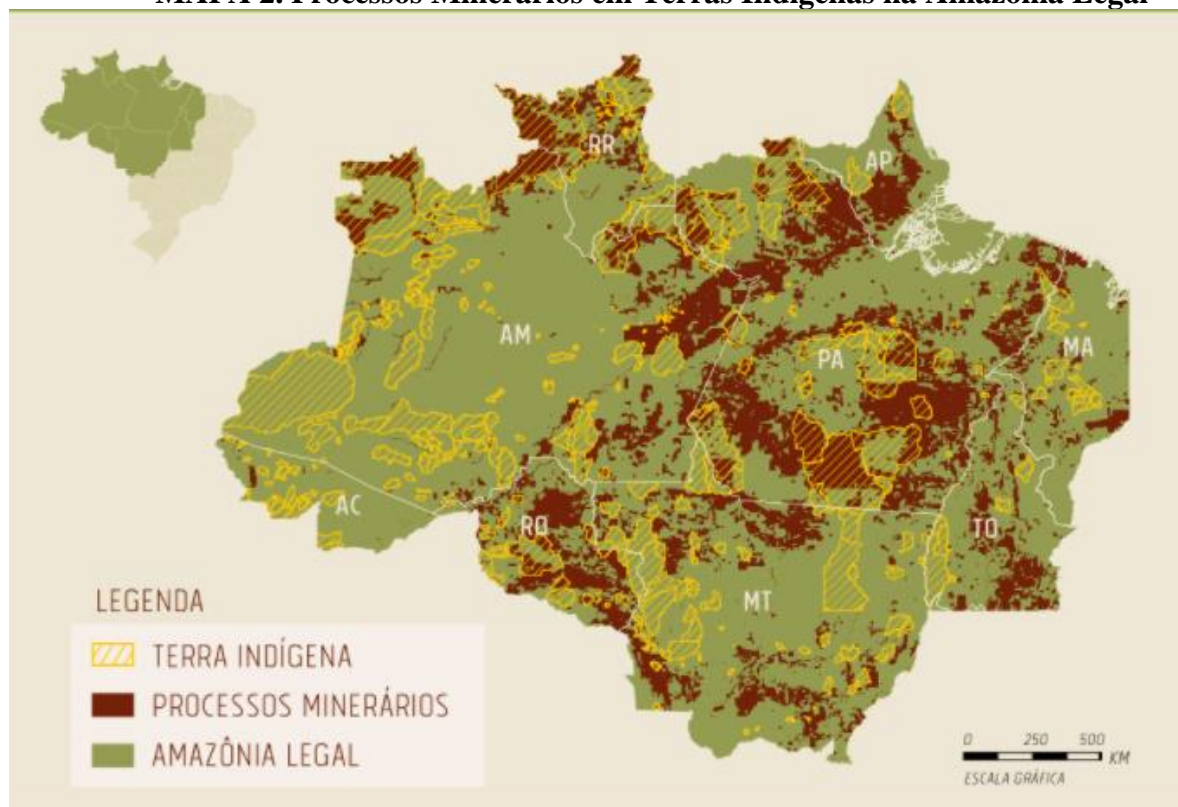 MAPA 2. Processos Minerários em Terras Indígenas na Amazônia Legal
RR
AP
AM
PA
MA
AC
RO
TO
MT
LEGENDA
TERRA INDÍGENA
PROCESSOS MINERÁRIOS
AMAZÔNIA LEGAL
0 250 500
KM
ESCALA GRÁFICA